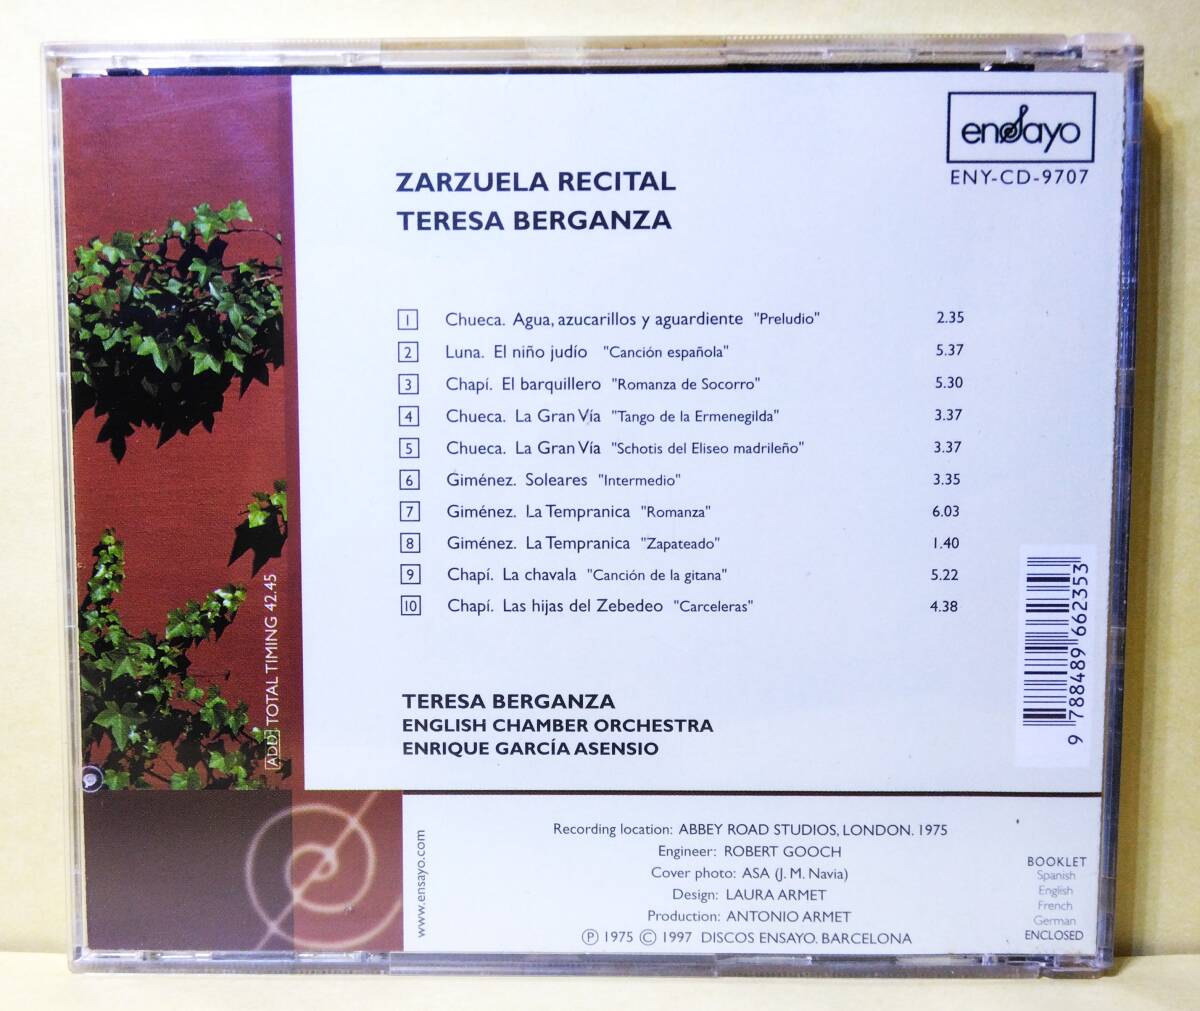 ensayo
ENY-CD-9707
ZARZUELA RECITAL
TERESA BERGANZA
1 Chueca. Agua, azucarillos y aguardiente "Preludio" 2.35
2 Luna. El niño judío "Canción española" 5.37
3 Chapí. El barquillero "Romanza de Socorro" 5.30
4 Chueca. La Gran Vía "Tango de la Ermenegilda" 3.37
5 Chueca. La Gran Vía "Schotis del Eliseo madrileño" 3.37
6 Giménez. Soleares "Intermedio" 3.35
7 Giménez. La Tempranica "Romanza" 6.03
8 Giménez. La Tempranica "Zapateado" 1.40
9 Chapí. La chavala "Canción de la gitana" 5.22
10 Chapí. Las hijas del Zebedeo "Carceleras" 4.38
ADD TOTAL TIMING 42.45
9 788489 662353
TERESA BERGANZA
ENGLISH CHAMBER ORCHESTRA
ENRIQUE GARCÍA ASENSIO
www.ensayo.com
Recording location: ABBEY ROAD STUDIOS, LONDON. 1975
Engineer: ROBERT GOOCH
Cover photo: ASA (J. M. Navia)
Design: LAURA ARMET
Production: ANTONIO ARMET
Ⓟ 1975 © 1997 DISCOS ENSAYO. BARCELONA
BOOKLET
Spanish
English
French
German
ENCLOSED